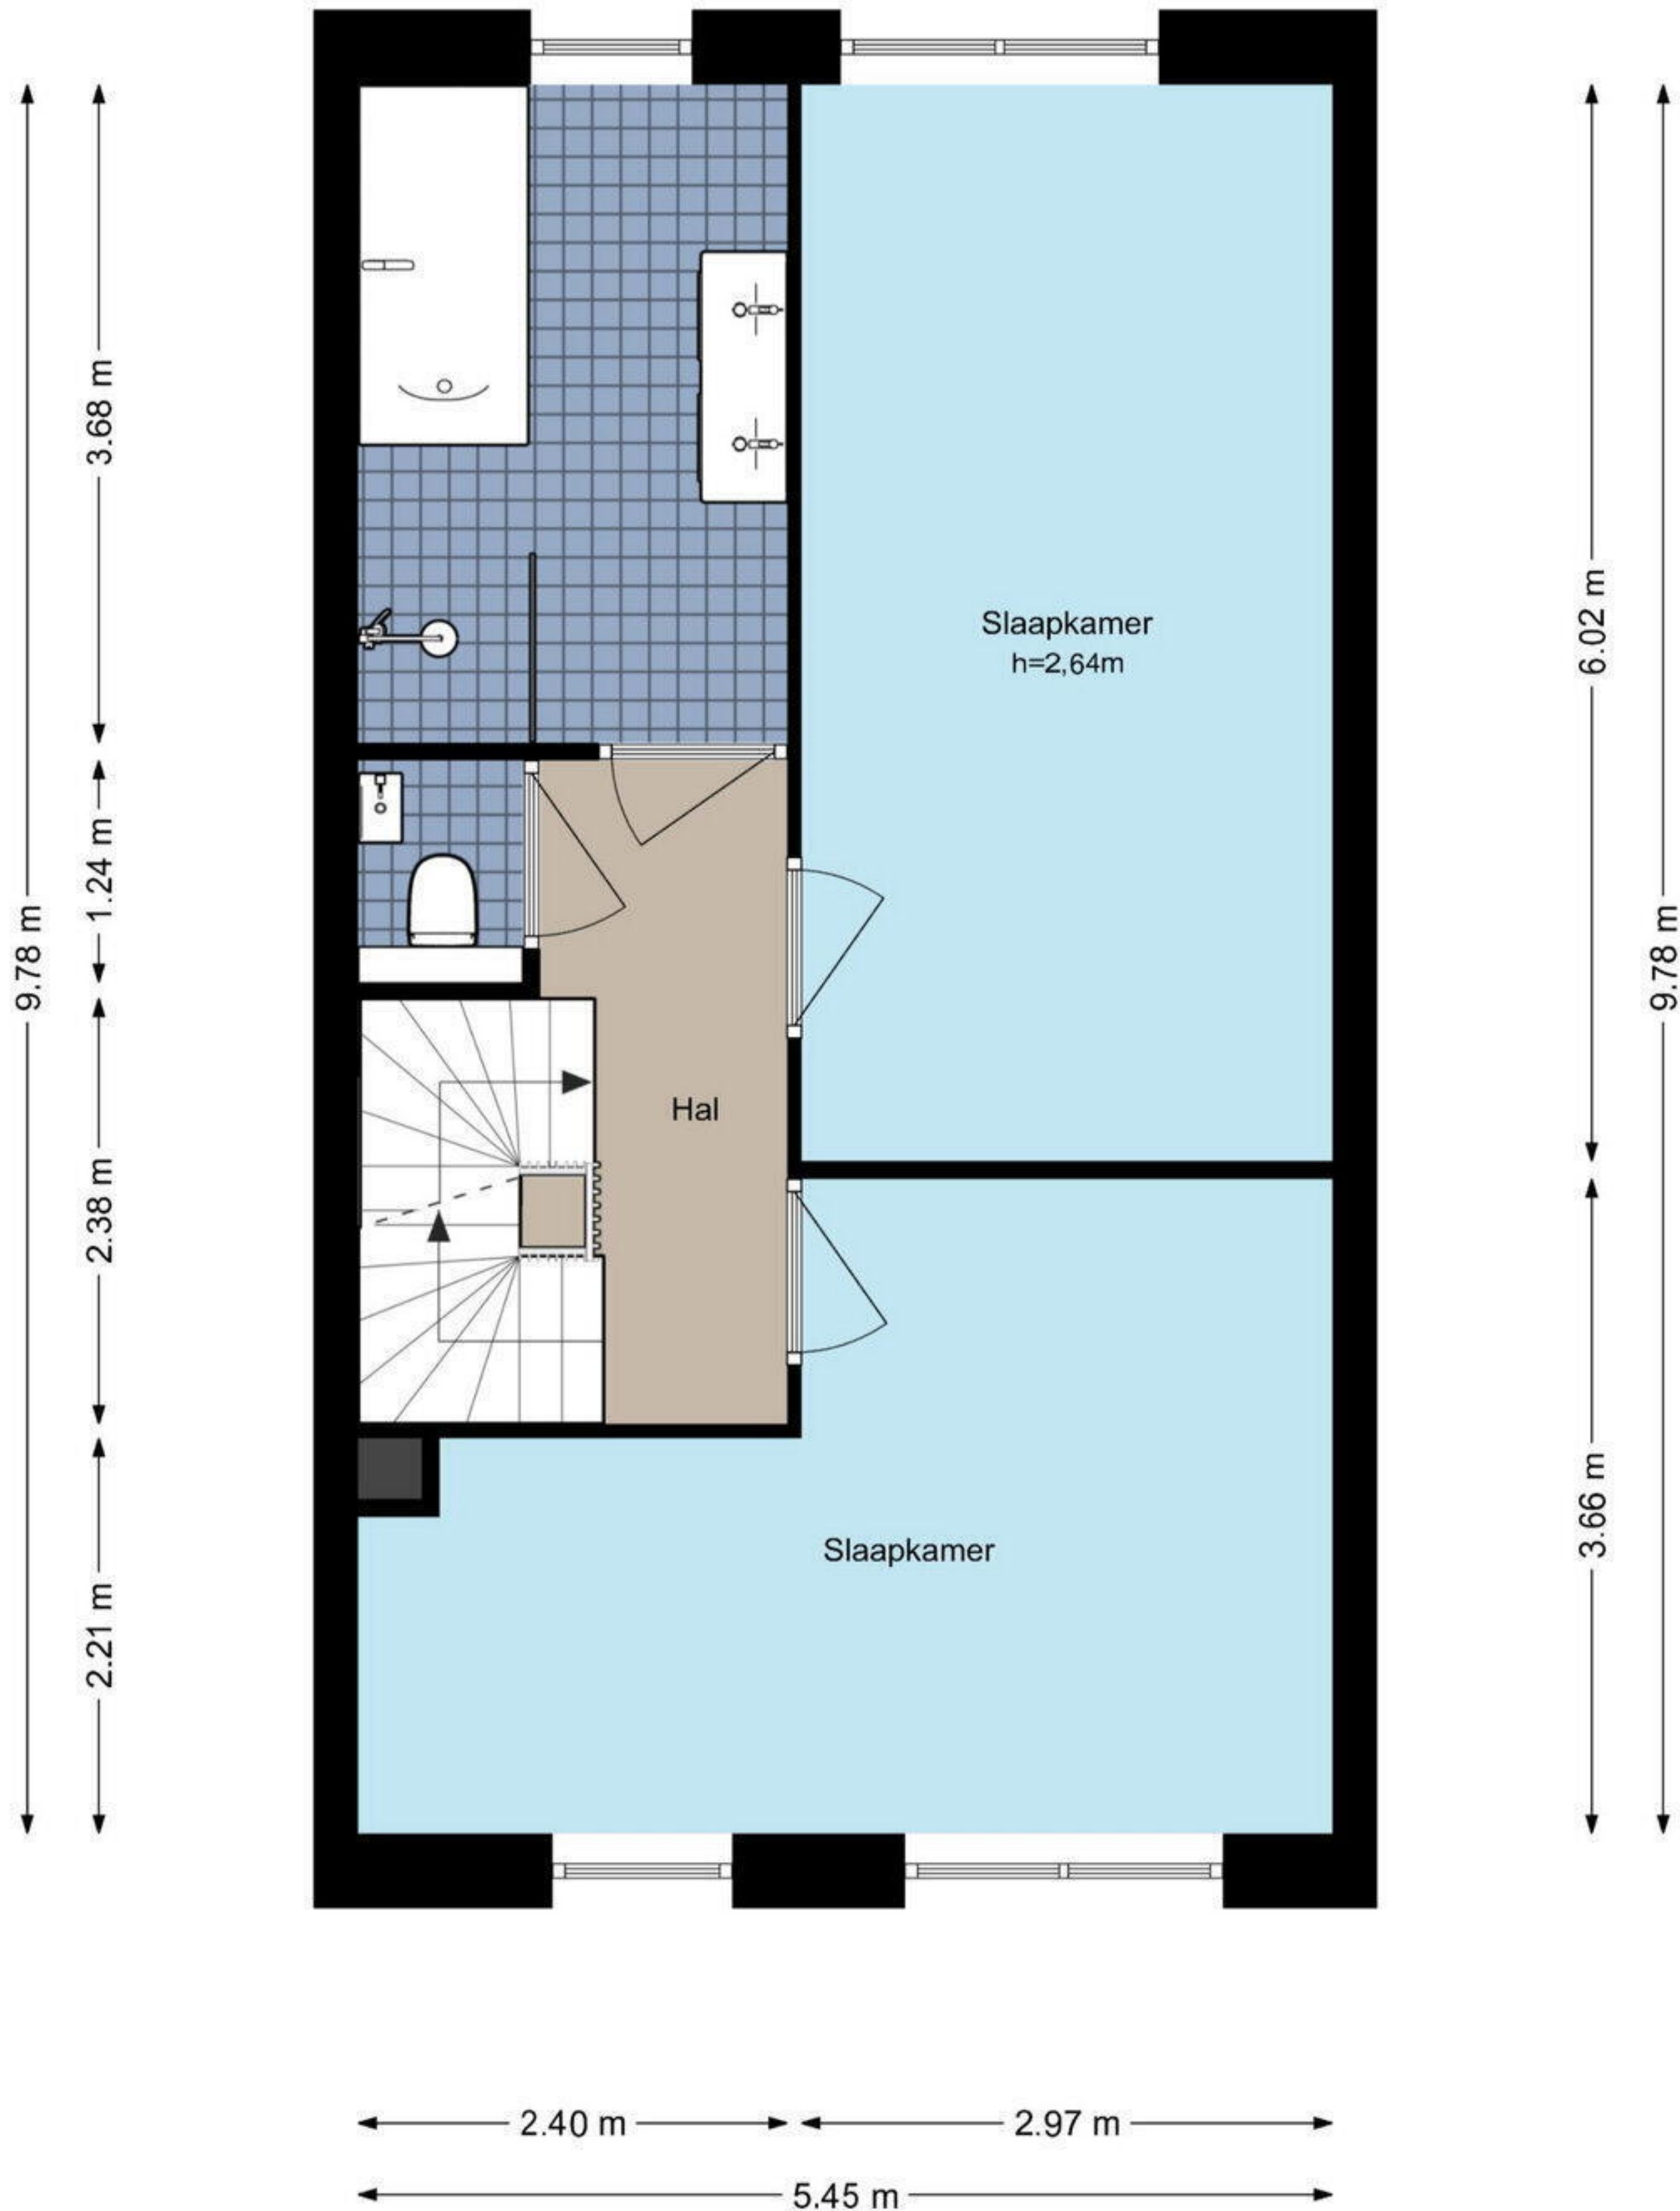 3.68 m
1.24 m
9.78 m
2.38 m
2.21 m
Slaapkamer
h=2,64m
Hal
Slaapkamer
6.02 m
9.78 m
3.66 m
2.40 m
2.97 m
5.45 m